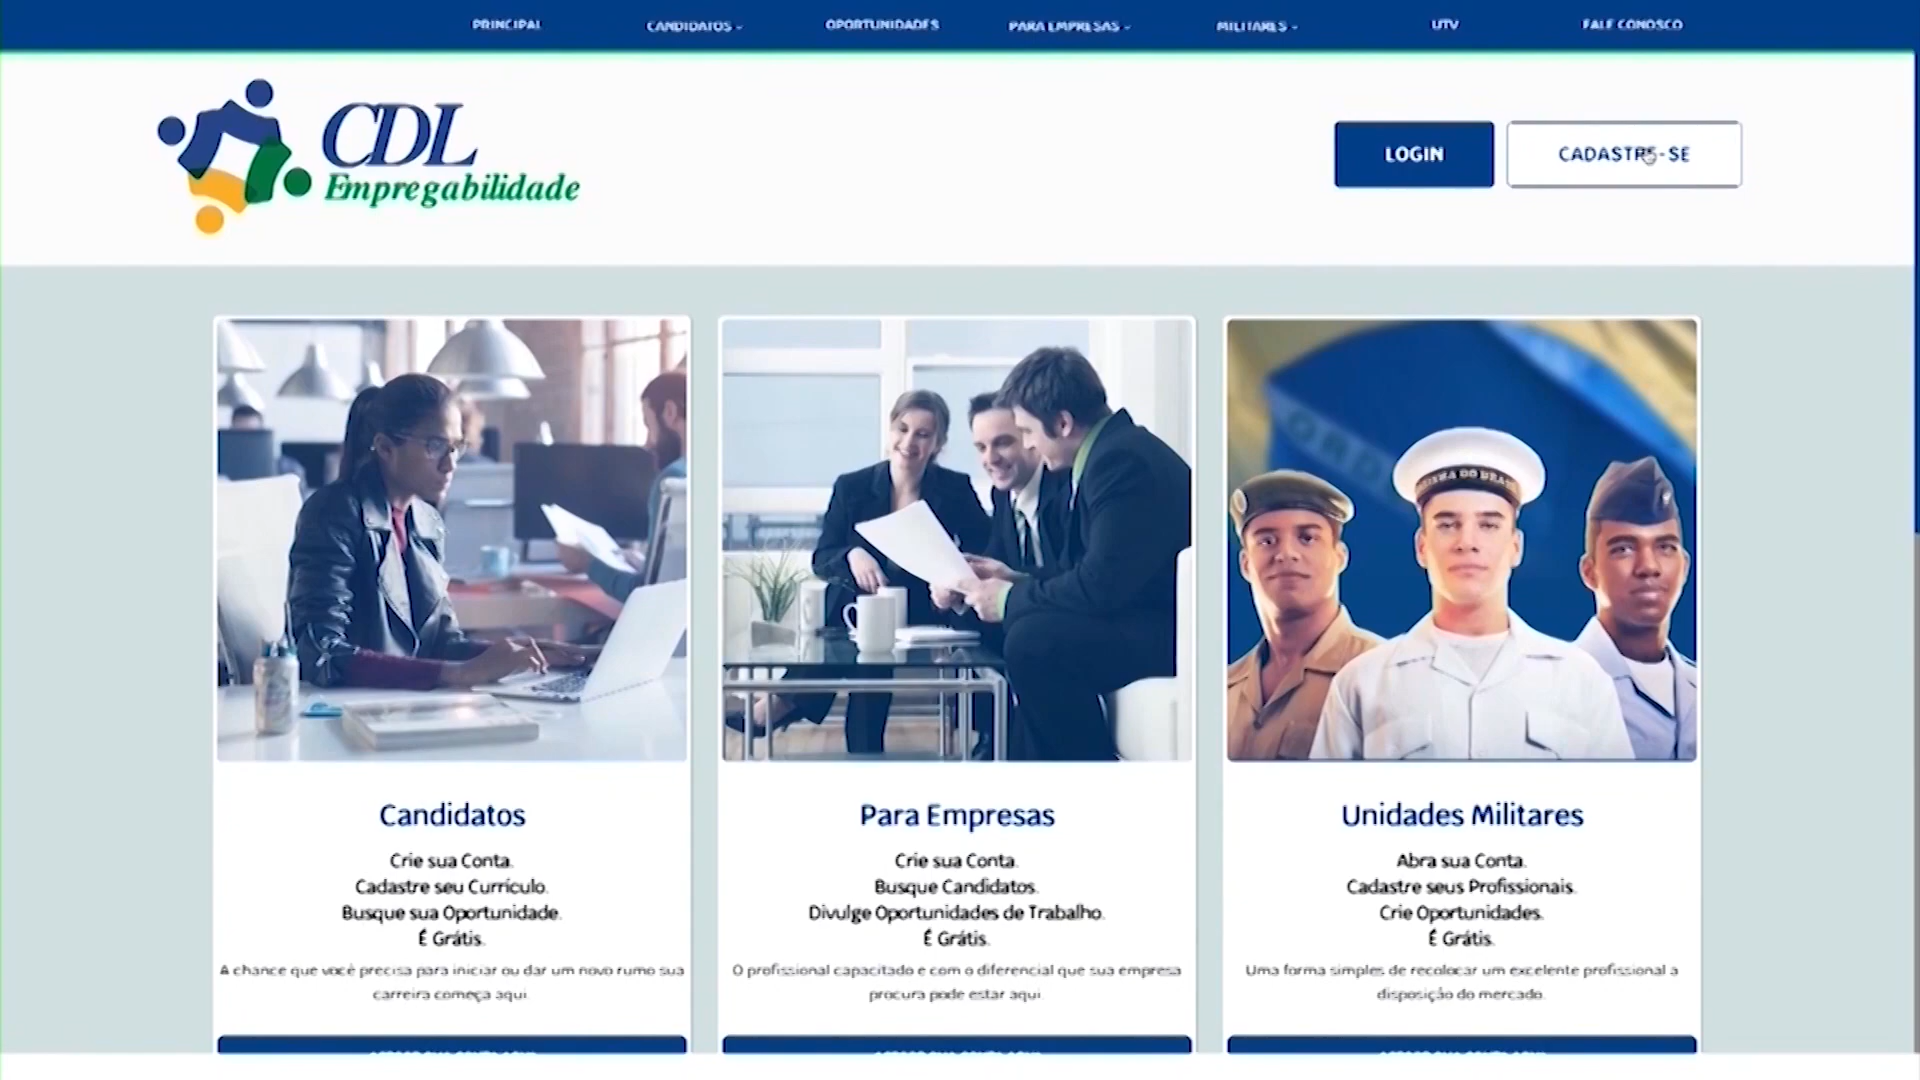 PRINCIPAL
CANDIDATOS
OPORTUNIDADES
PARA EMPRESAS
MILITARES
UTV
FALE CONOSCO
CDL
Empregabilidade
LOGIN
CADASTRE-SE
ORD
MARINHA DO BRASIL
Candidatos
Crie sua Conta.
Cadastre seu Currículo.
Busque sua Oportunidade.
É Grátis.
A chance que você precisa para iniciar ou dar um novo rumo sua
carreira começa aqui.
Para Empresas
Crie sua Conta.
Busque Candidatos.
Divulge Oportunidades de Trabalho.
É Grátis.
O profissional capacitado e com o diferencial que sua empresa
procura pode estar aqui.
Unidades Militares
Abra sua Conta.
Cadastre seus Profissionais.
Crie Oportunidades.
É Grátis.
Uma forma simples de recolocar um excelente profissional a
disposição do mercado.